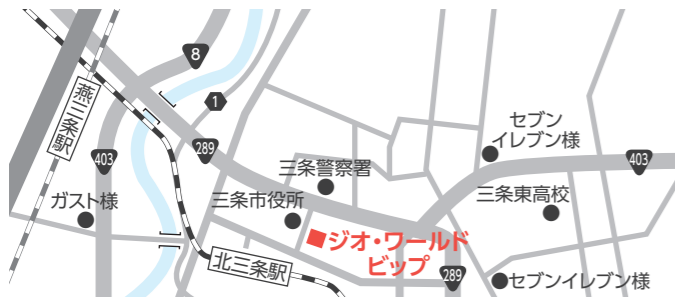 8
1
燕三条駅
403
289
ガスト様
三条警察署
三条市役所
ジオ・ワールド
ビップ
北三条駅
セブン
イレブン様
403
三条東高校
289
セブンイレブン様